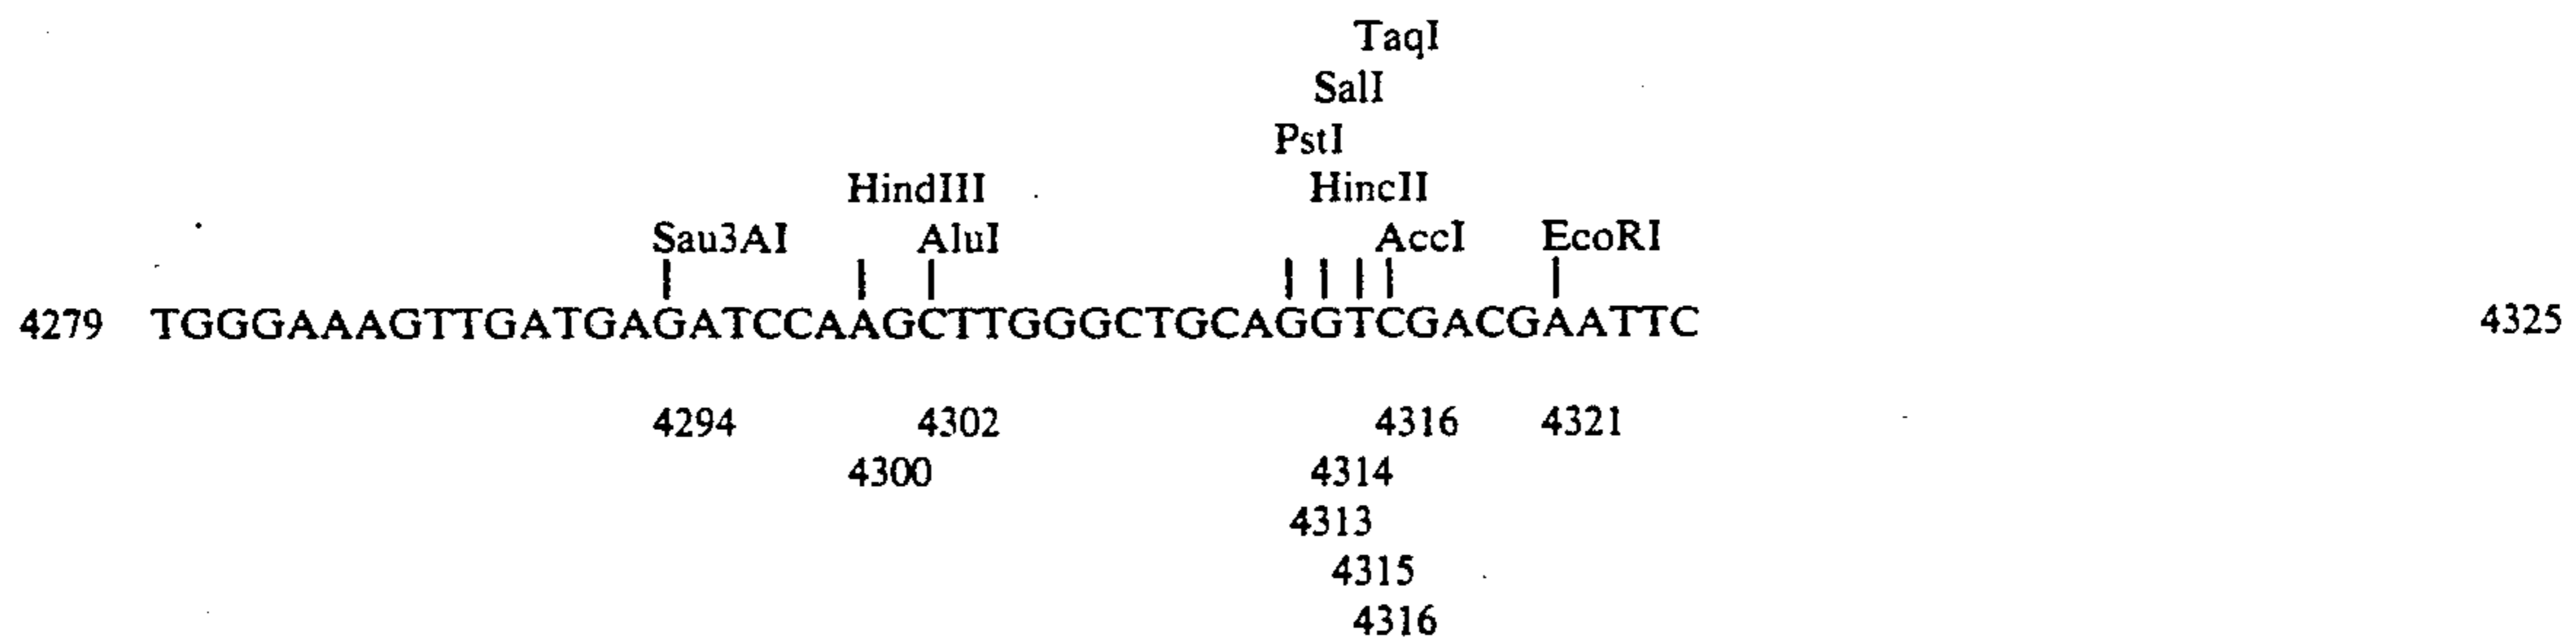 TaqI
SalI
PstI
HindIII HincII
Sau3AI AluI AccI EcoRI
4279 TGGGAAAGTTGATGAGATCCAAGCTTGGGCTGCAGGTCGACGAATTC 4325
4294 4302 4316 4321
4300 4314
4313
4315
4316